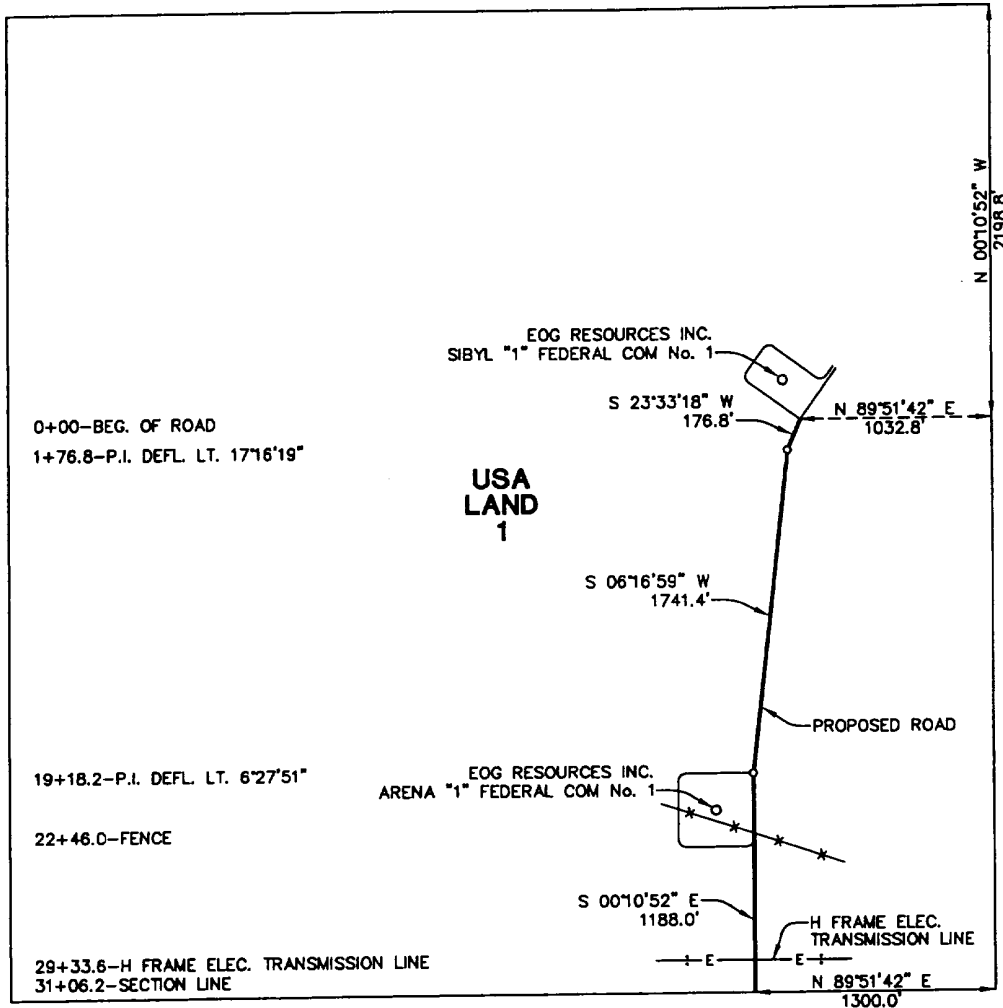 N 00°10'52" W
2198.8'
EOG RESOURCES INC.
SIBYL "1" FEDERAL COM No. 1
S 23°33'18" W
176.8'
N 89°51'42" E
1032.8'
0+00-BEG. OF ROAD
1+76.8-P.I. DEFL. LT. 17°16'19"
USA
LAND
1
S 06°16'59" W
1741.4'
PROPOSED ROAD
19+18.2-P.I. DEFL. LT. 6°27'51"
EOG RESOURCES INC.
ARENA "1" FEDERAL COM No. 1
22+46.0-FENCE
S 00°10'52" E
1188.0'
H FRAME ELEC.
TRANSMISSION LINE
E E
29+33.6-H FRAME ELEC. TRANSMISSION LINE
31+06.2-SECTION LINE
N 89°51'42" E
1300.0'